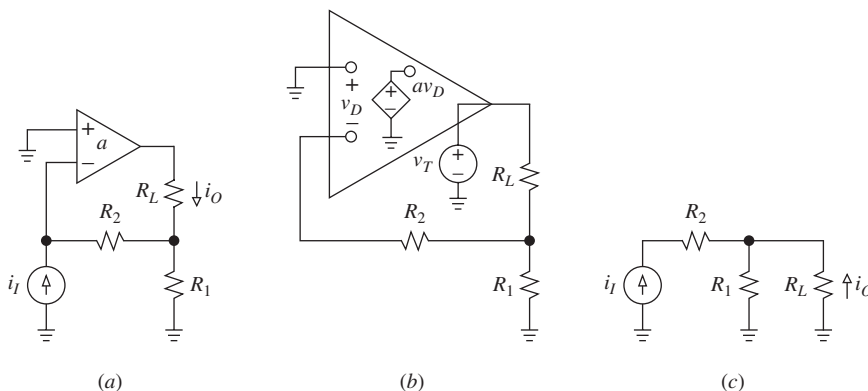 +
a
−
R_L
i_O
R_2
i_I
R_1
(a)
+
v_D
−
+
−
av_D
v_T
+
−
R_L
R_2
R_1
(b)
R_2
i_I
R_1
R_L
i_O
(c)